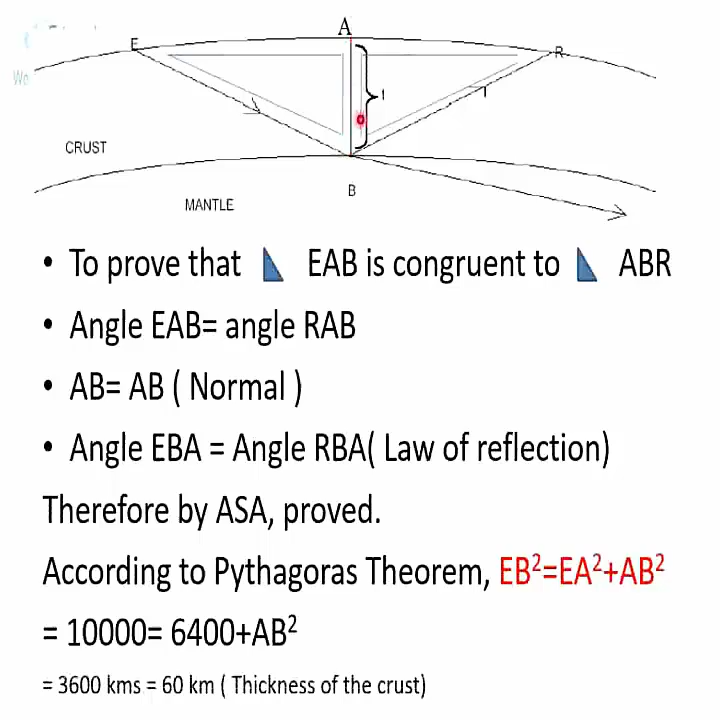 A
E
R
CRUST
B
MANTLE
• To prove that EAB is congruent to ABR
• Angle EAB= angle RAB
• AB= AB ( Normal )
• Angle EBA = Angle RBA( Law of reflection)
Therefore by ASA, proved.
According to Pythagoras Theorem, EB²=EA²+AB²
= 10000= 6400+AB²
= 3600 kms = 60 km ( Thickness of the crust)